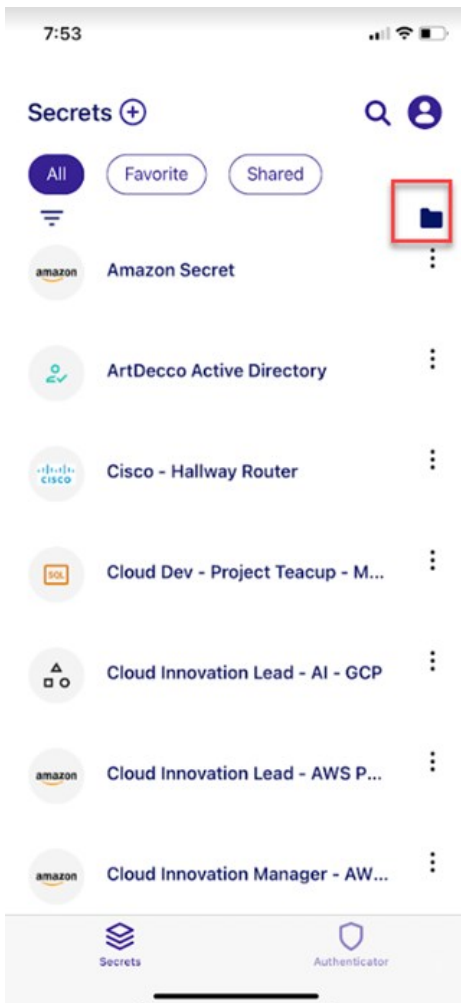 7:53
Secrets
All Favorite Shared
amazon Amazon Secret
ArtDecco Active Directory
CISCO Cisco - Hallway Router
SQL Cloud Dev - Project Teacup - M...
Cloud Innovation Lead - AI - GCP
amazon Cloud Innovation Lead - AWS P...
amazon Cloud Innovation Manager - AW...
Secrets Authenticator